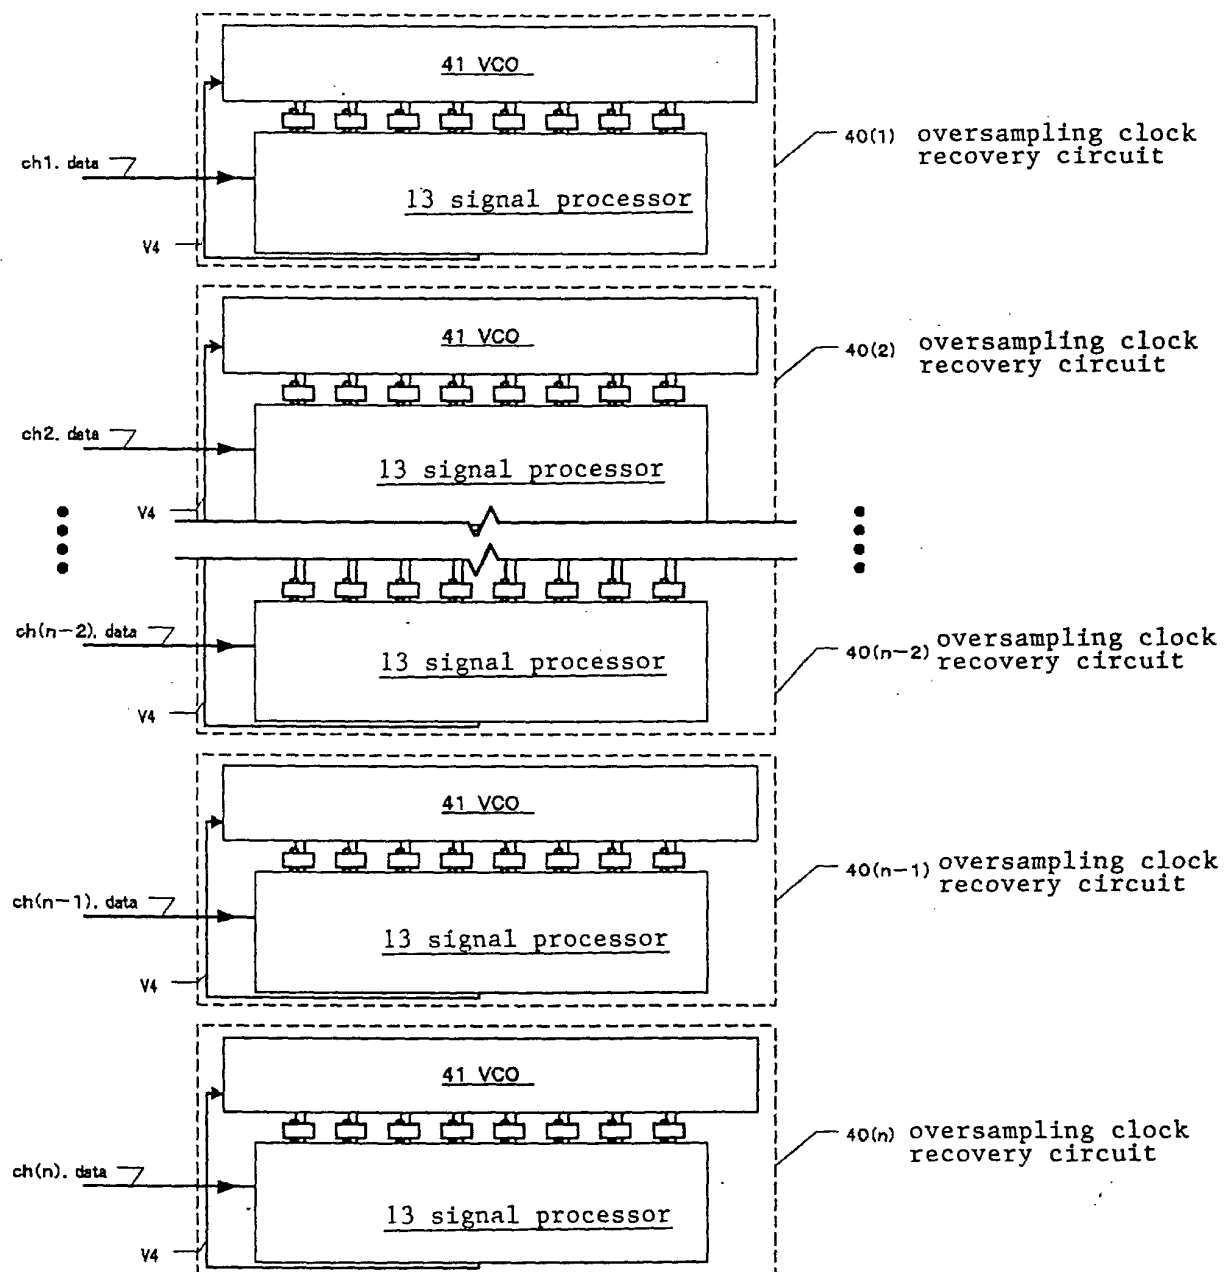 41 VCO
40(1) oversampling clock
recovery circuit
ch1. data
13 signal processor
V4
41 VCO
40(2) oversampling clock
recovery circuit
ch2. data
13 signal processor
V4
ch(n-2). data
13 signal processor
40(n-2) oversampling clock
recovery circuit
V4
41 VCO
40(n-1) oversampling clock
recovery circuit
ch(n-1). data
13 signal processor
V4
41 VCO
40(n) oversampling clock
recovery circuit
ch(n). data
13 signal processor
V4